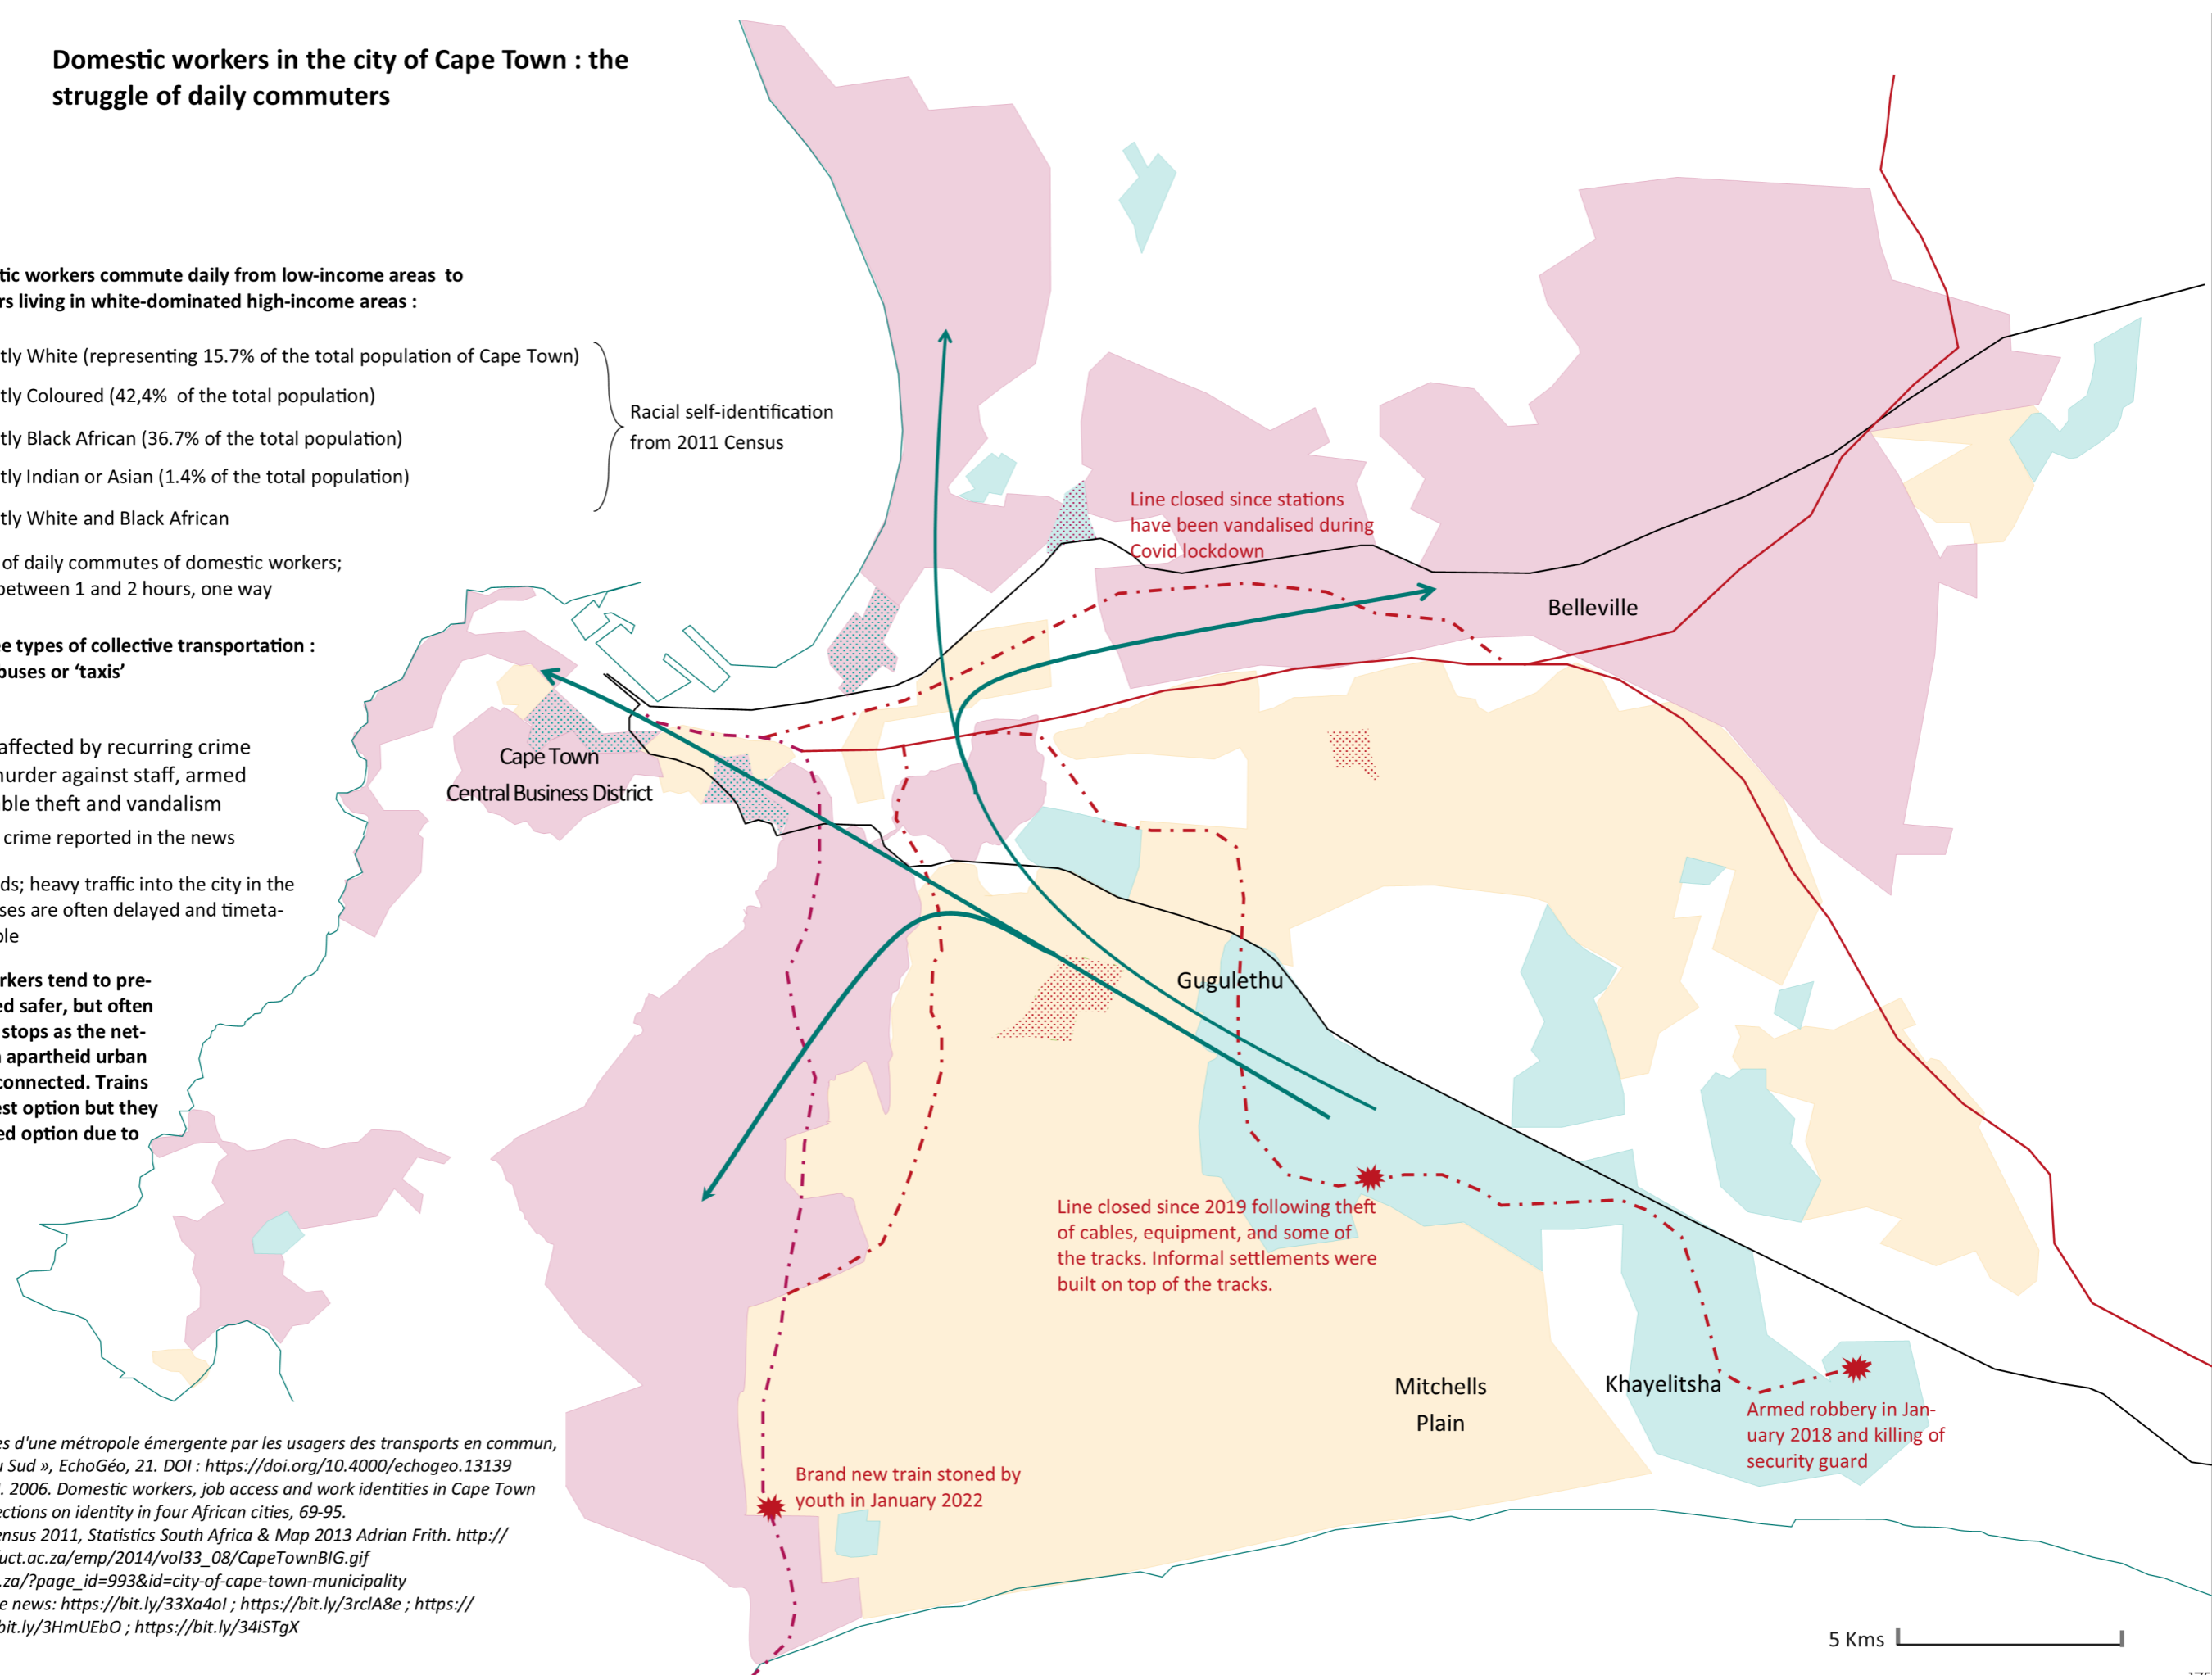 Domestic workers in the city of Cape Town : the
struggle of daily commuters
tic workers commute daily from low-income areas to
rs living in white-dominated high-income areas :
tly White (representing 15.7% of the total population of Cape Town)
tly Coloured (42,4% of the total population)
tly Black African (36.7% of the total population)
tly Indian or Asian (1.4% of the total population)
tly White and Black African
Racial self-identification
from 2011 Census
of daily commutes of domestic workers;
between 1 and 2 hours, one way
e types of collective transportation :
buses or ‘taxis’
affected by recurring crime
nurder against staff, armed
ble theft and vandalism
crime reported in the news
ds; heavy traffic into the city in the
ses are often delayed and timeta-
ble
rkers tend to pre-
ed safer, but often
stops as the net-
n apartheid urban
connected. Trains
est option but they
ed option due to
es d'une métropole émergente par les usagers des transports en commun,
u Sud », EchoGéo, 21. DOI : https://doi.org/10.4000/echogeo.13139
. 2006. Domestic workers, job access and work identities in Cape Town
ections on identity in four African cities, 69-95.
ensus 2011, Statistics South Africa & Map 2013 Adrian Frith. http://
uct.ac.za/emp/2014/vol33_08/CapeTownBIG.gif
.za/?page_id=993&id=city-of-cape-town-municipality
e news: https://bit.ly/33Xa4oI ; https://bit.ly/3rclA8e ; https://
bit.ly/3HmUEbO ; https://bit.ly/34iSTgX
Line closed since stations
have been vandalised during
Covid lockdown
Belleville
Cape Town
Central Business District
Gugulethu
Line closed since 2019 following theft
of cables, equipment, and some of
the tracks. Informal settlements were
built on top of the tracks.
Mitchells
Plain
Khayelitsha
Armed robbery in Jan-
uary 2018 and killing of
security guard
Brand new train stoned by
youth in January 2022
5 Kms